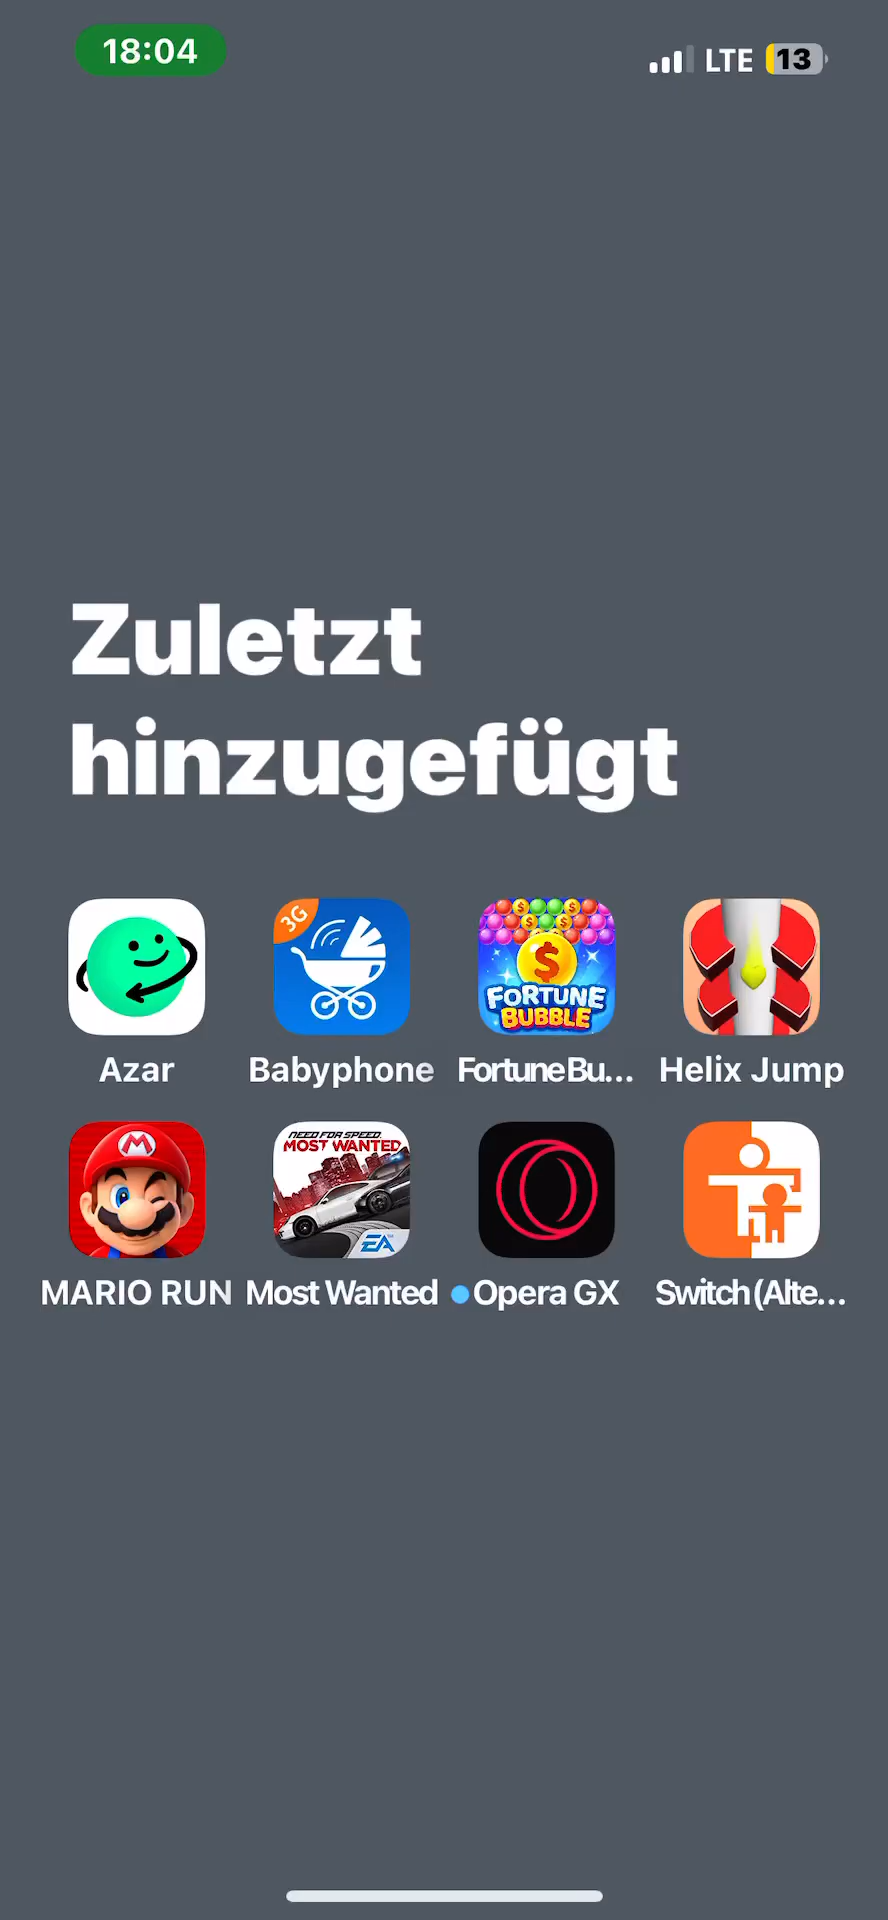 18:04 LTE 13
Zuletzt
hinzugefügt
3G
$ $
$ $
$
FORTUNE
BUBBLE
Azar Babyphone FortuneBu... Helix Jump
M
NEED FOR SPEED
MOST WANTED
EA
MARIO RUN Most Wanted Opera GX Switch (Alte...